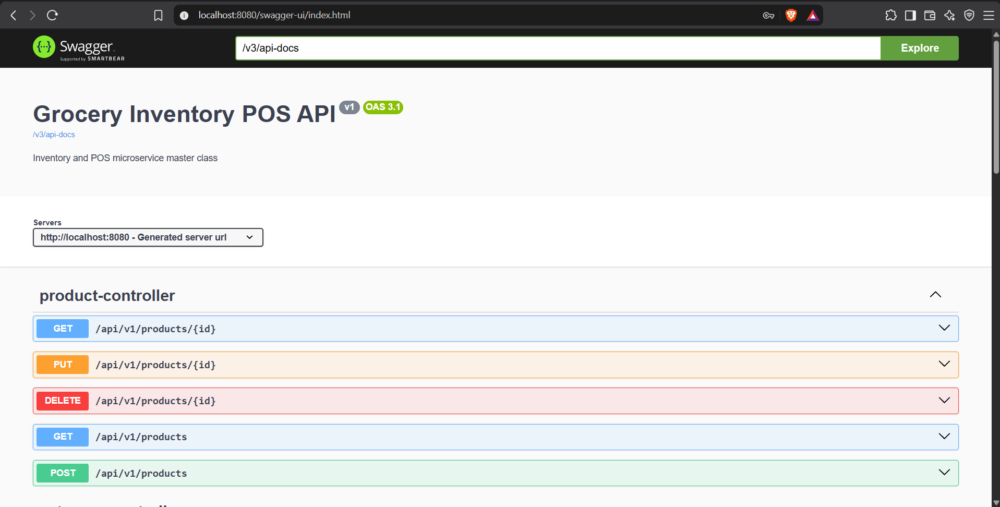 localhost:8080/swagger-ui/index.html
Swagger
Supported by SMARTBEAR
/v3/api-docs
Explore
Grocery Inventory POS API v1 OAS 3.1
/v3/api-docs
Inventory and POS microservice master class
Servers
http://localhost:8080 - Generated server url
product-controller
GET /api/v1/products/{id}
PUT /api/v1/products/{id}
DELETE /api/v1/products/{id}
GET /api/v1/products
POST /api/v1/products